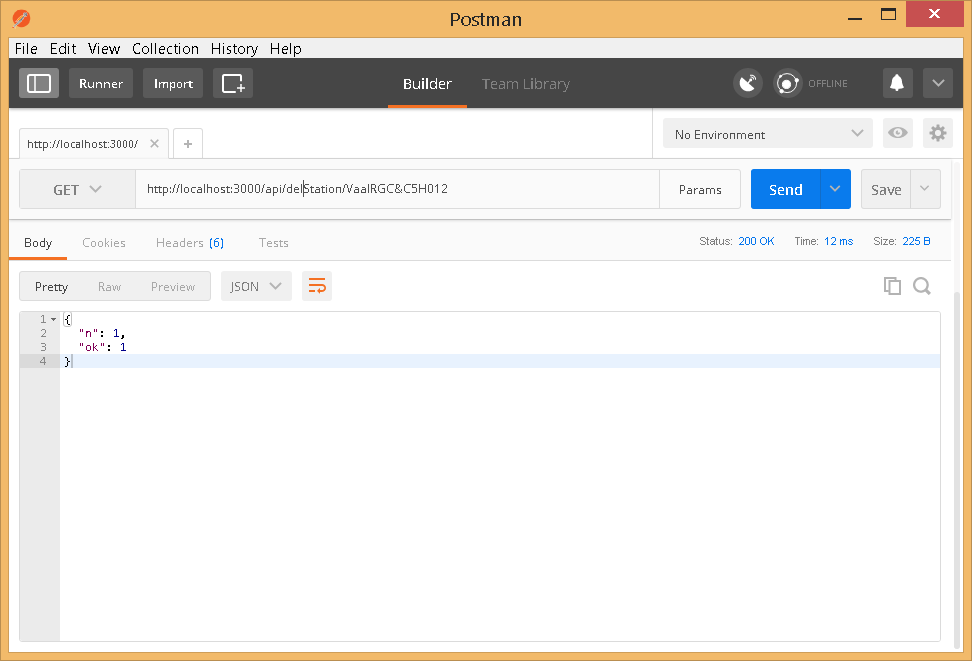 Postman
File Edit View Collection History Help
Runner Import Builder Team Library OFFLINE
http://localhost:3000/ No Environment
GET http://localhost:3000/api/delStation/VaalRGC&C5H012 Params Send Save
Body Cookies Headers (6) Tests Status: 200 OK Time: 12 ms Size: 225 B
Pretty Raw Preview JSON
1 {
2 "n": 1,
3 "ok": 1
4 }